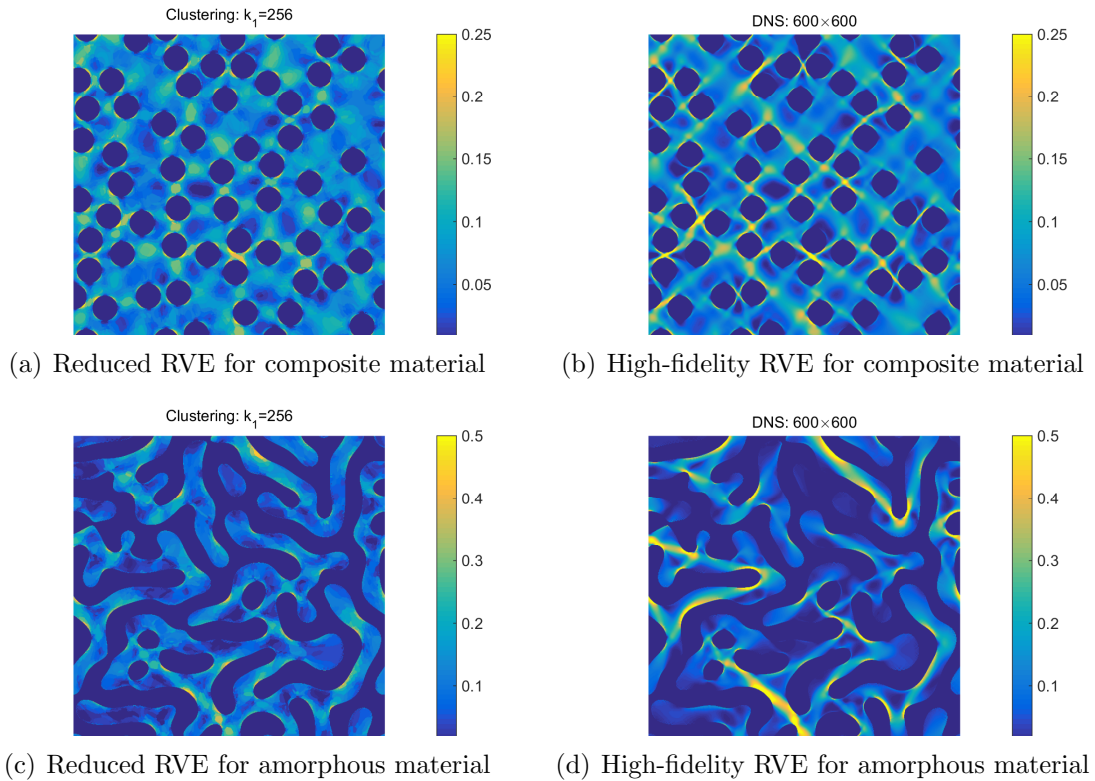 Clustering: k₁=256
0.25
0.2
0.15
0.1
0.05
DNS: 600×600
0.25
0.2
0.15
0.1
0.05
(a) Reduced RVE for composite material
(b) High-fidelity RVE for composite material
Clustering: k₁=256
0.5
0.4
0.3
0.2
0.1
DNS: 600×600
0.5
0.4
0.3
0.2
0.1
(c) Reduced RVE for amorphous material
(d) High-fidelity RVE for amorphous material